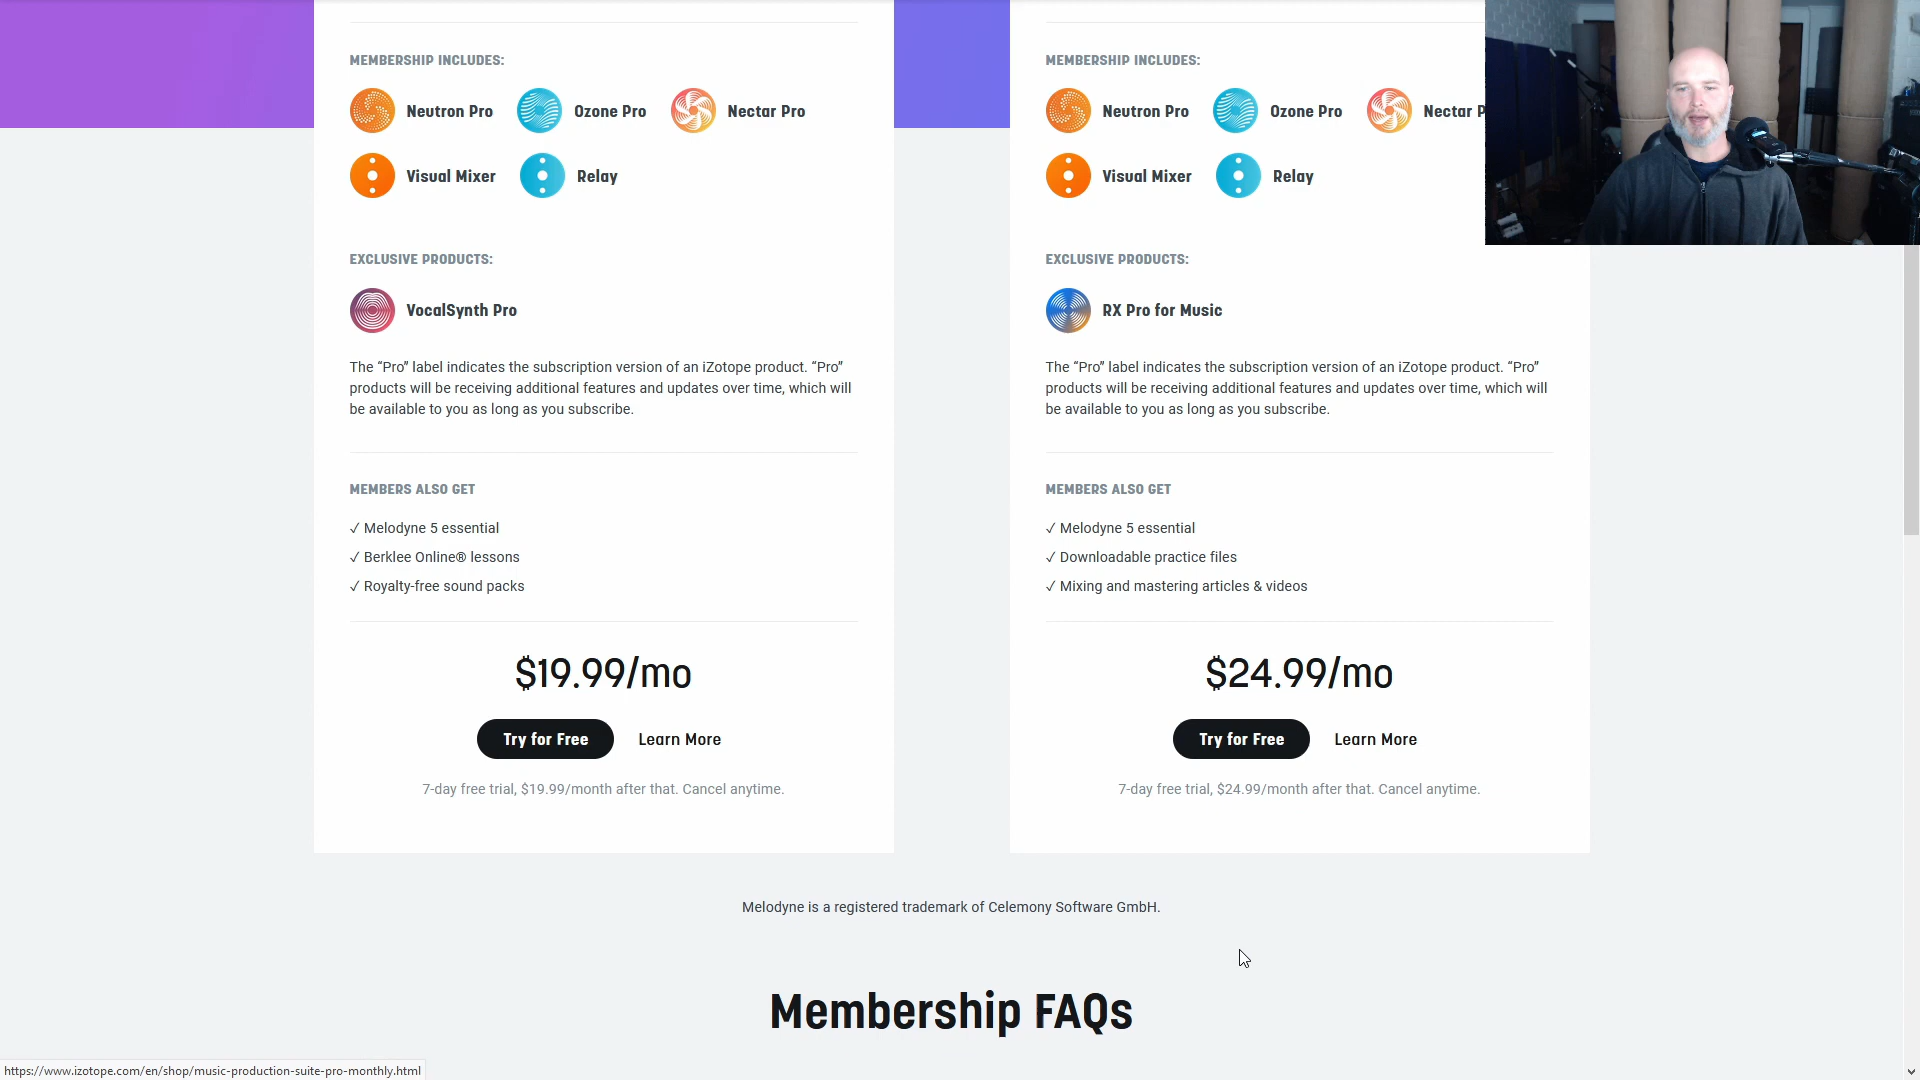 MEMBERSHIP INCLUDES:
Neutron Pro
Ozone Pro
Nectar Pro
Visual Mixer
Relay
EXCLUSIVE PRODUCTS:
VocalSynth Pro
The “Pro” label indicates the subscription version of an iZotope product. “Pro”
products will be receiving additional features and updates over time, which will
be available to you as long as you subscribe.
MEMBERS ALSO GET
✓ Melodyne 5 essential
✓ Berklee Online® lessons
✓ Royalty-free sound packs
$19.99/mo
Try for Free
Learn More
7-day free trial, $19.99/month after that. Cancel anytime.
MEMBERSHIP INCLUDES:
Neutron Pro
Ozone Pro
Nectar P
Visual Mixer
Relay
EXCLUSIVE PRODUCTS:
RX Pro for Music
The “Pro” label indicates the subscription version of an iZotope product. “Pro”
products will be receiving additional features and updates over time, which will
be available to you as long as you subscribe.
MEMBERS ALSO GET
✓ Melodyne 5 essential
✓ Downloadable practice files
✓ Mixing and mastering articles & videos
$24.99/mo
Try for Free
Learn More
7-day free trial, $24.99/month after that. Cancel anytime.
Melodyne is a registered trademark of Celemony Software GmbH.
Membership FAQs
https://www.izotope.com/en/shop/music-production-suite-pro-monthly.html